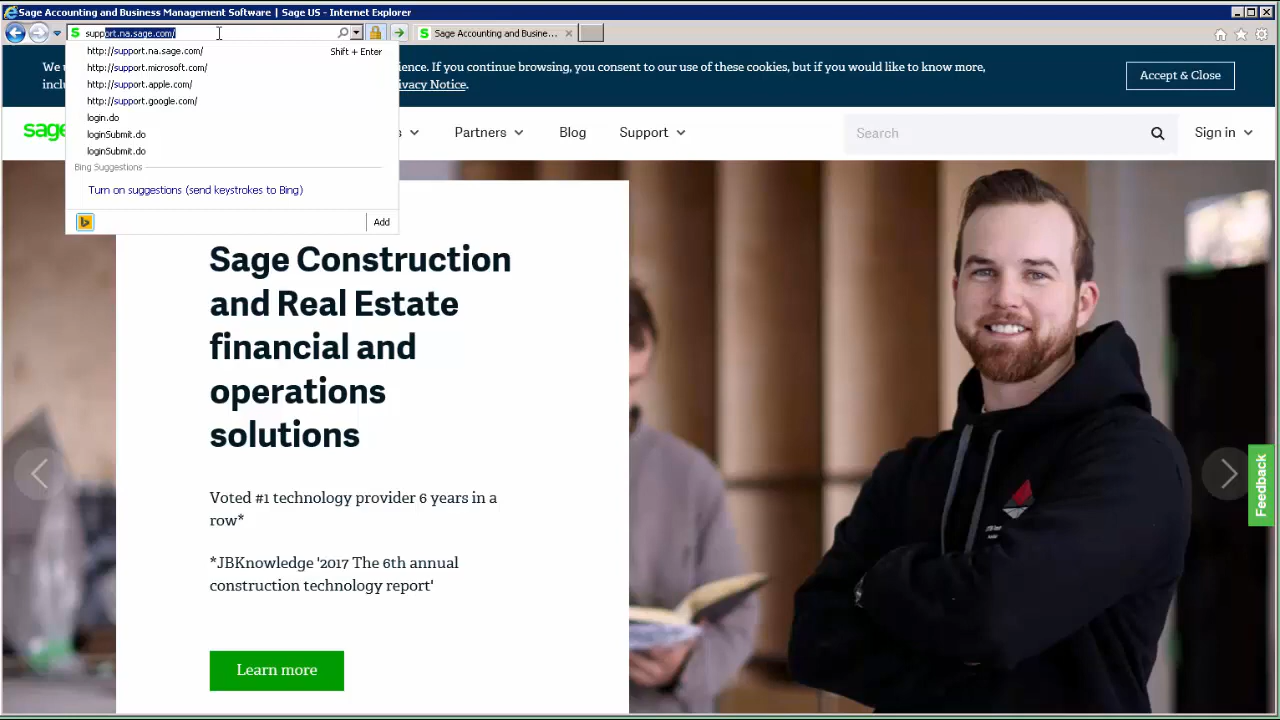 Sage Accounting and Business Management Software | Sage US - Internet Explorer
support.na.sage.com/
Sage Accounting and Busine...
http://support.na.sage.com/
Shift + Enter
http://support.microsoft.com/
http://support.apple.com/
http://support.google.com/
login.do
loginSubmit.do
loginSubmit.do
Bing Suggestions
Turn on suggestions (send keystrokes to Bing)
Add
We u
ience. If you continue browsing, you consent to our use of these cookies, but if you would like to know more,
inclu
ivacy Notice.
Accept & Close
sage
s
Partners
Blog
Support
Search
Sign in
Sage Construction
and Real Estate
financial and
operations
solutions
Voted #1 technology provider 6 years in a
row*
*JBKnowledge '2017 The 6th annual
construction technology report'
Learn more
Feedback